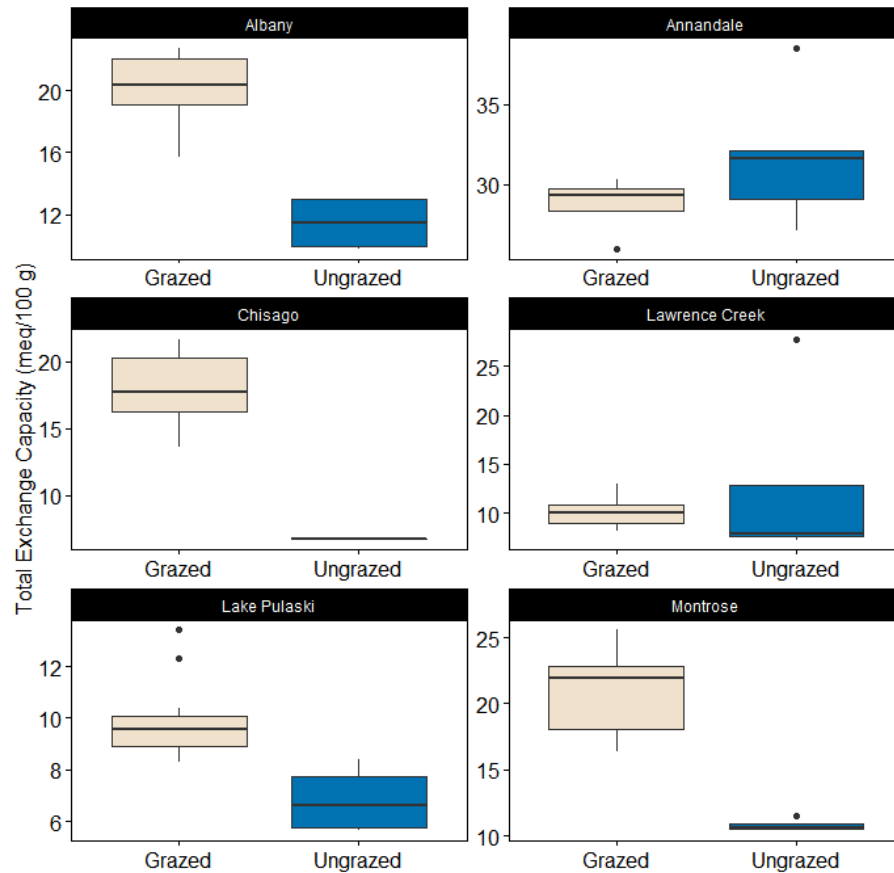 Total Exchange Capacity (meq/100 g)
Albany
20
16
12
Grazed Ungrazed
Annandale
35
30
Grazed Ungrazed
Chisago
20
15
10
Grazed Ungrazed
Lawrence Creek
25
20
15
10
Grazed Ungrazed
Lake Pulaski
12
10
8
6
Grazed Ungrazed
Montrose
25
20
15
10
Grazed Ungrazed